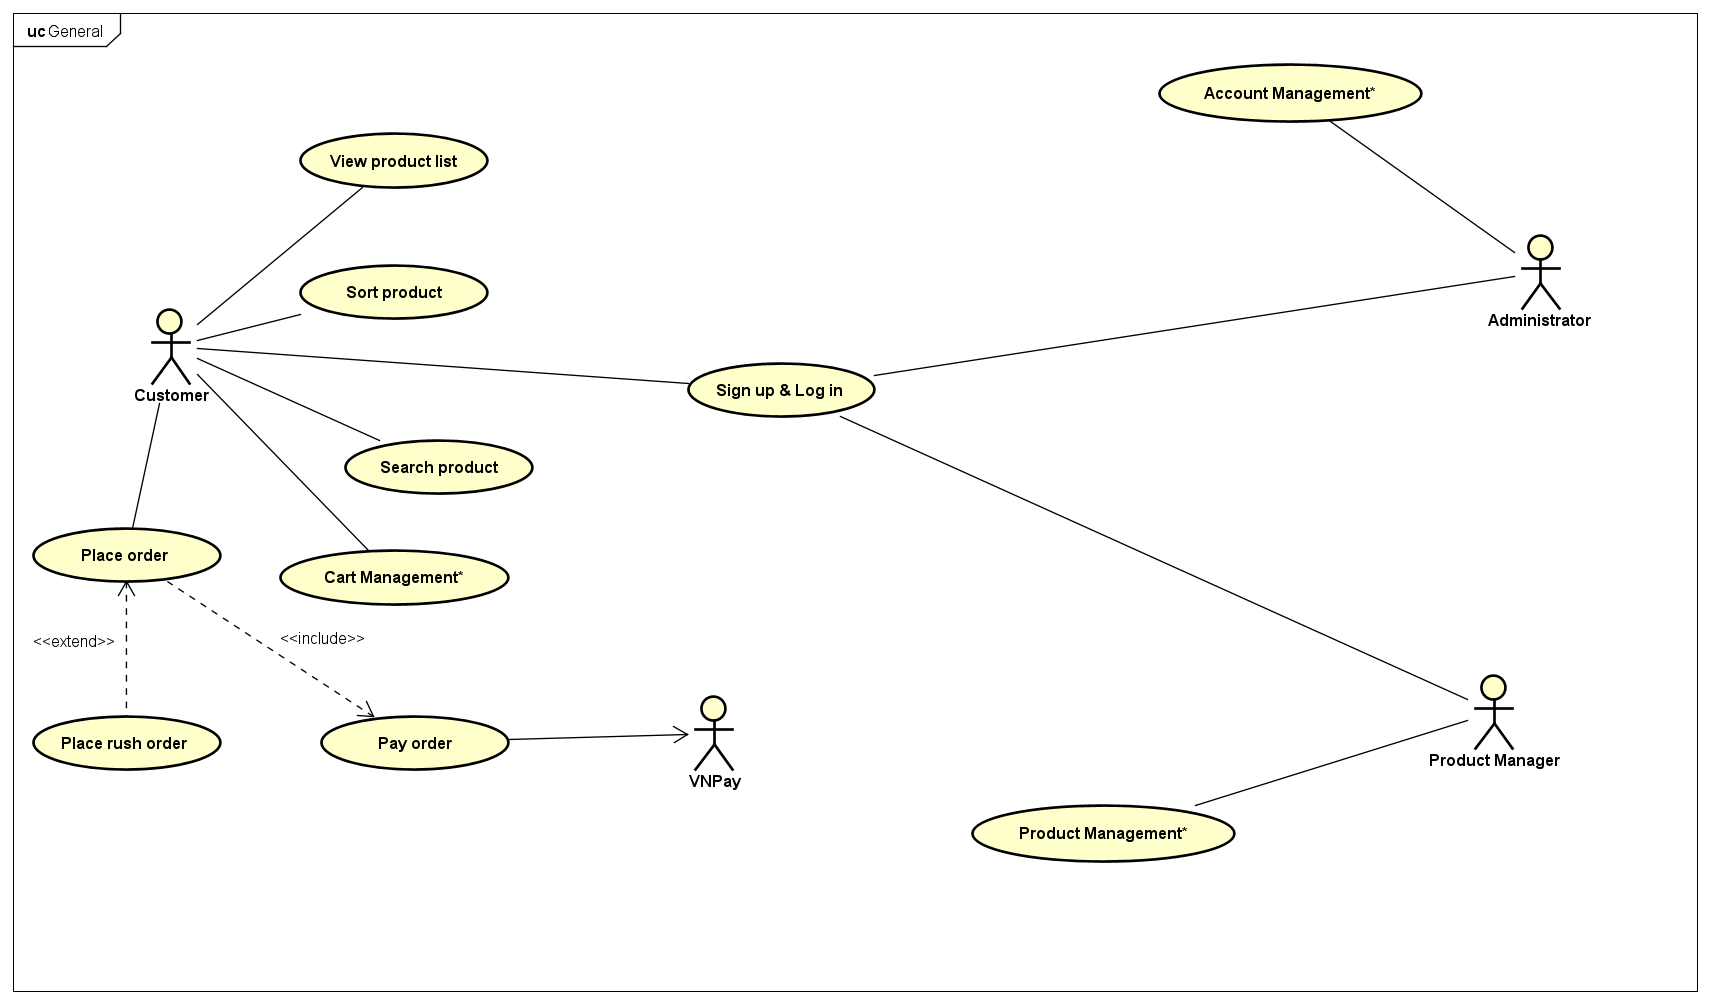 uc General
Account Management*
View product list
Sort product
Administrator
Customer
Sign up & Log in
Search product
Place order
Cart Management*
<<extend>>
<<include>>
Place rush order
Pay order
VNPay
Product Manager
Product Management*